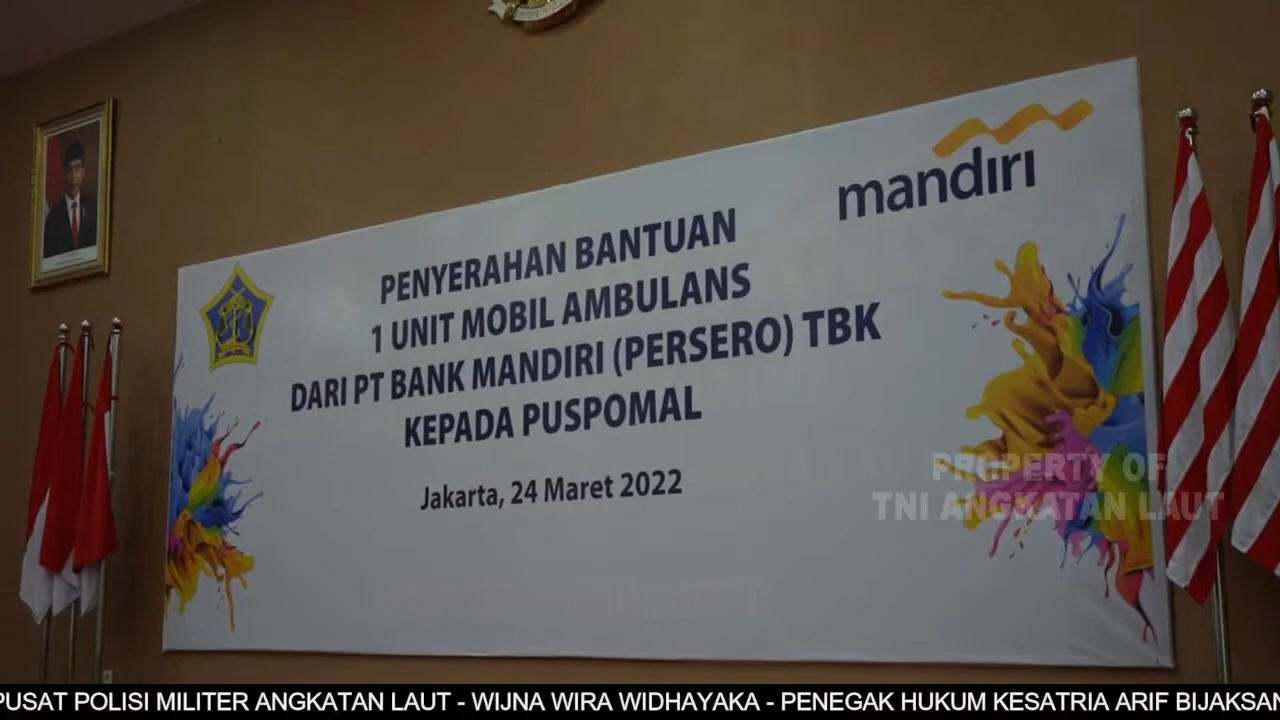 mandiri
PENYERAHAN BANTUAN
1 UNIT MOBIL AMBULANS
DARI PT BANK MANDIRI (PERSERO) TBK
KEPADA PUSPOMAL
Jakarta, 24 Maret 2022
PROPERTY OF
TNI ANGKATAN LAUT
PUSAT POLISI MILITER ANGKATAN LAUT - WIJNA WIRA WIDHAYAKA - PENEGAK HUKUM KESATRIA ARIF BIJAKSAN